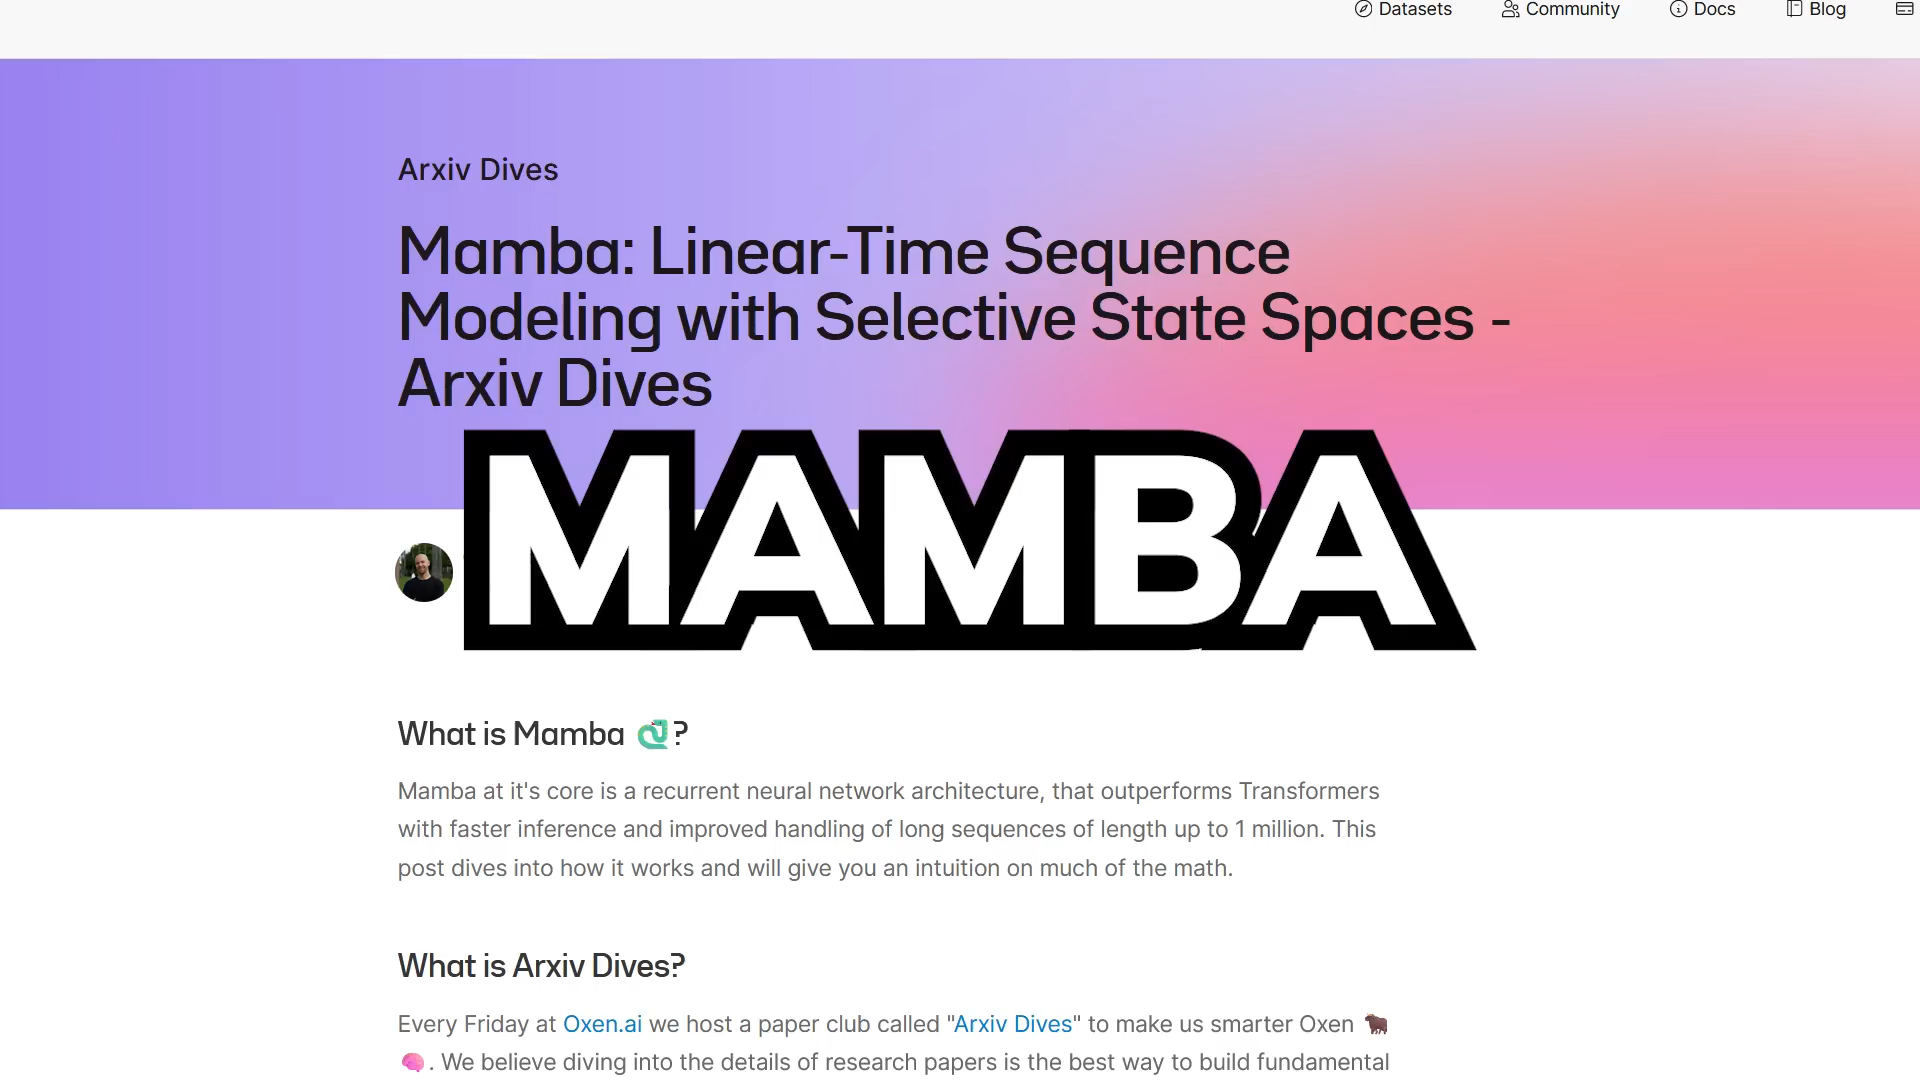 Datasets Community Docs Blog
Arxiv Dives
Mamba: Linear-Time Sequence
Modeling with Selective State Spaces -
Arxiv Dives
MAMBA
What is Mamba 🐍?
Mamba at it's core is a recurrent neural network architecture, that outperforms Transformers
with faster inference and improved handling of long sequences of length up to 1 million. This
post dives into how it works and will give you an intuition on much of the math.
What is Arxiv Dives?
Every Friday at Oxen.ai we host a paper club called "Arxiv Dives" to make us smarter Oxen 🐂
🧠. We believe diving into the details of research papers is the best way to build fundamental